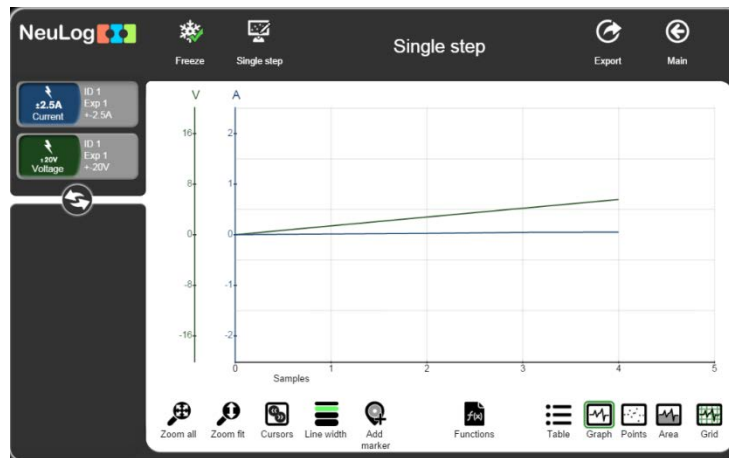 NeuLog
Freeze
Single step
Single step
Export
Main
±2.5A
Current
ID 1
Exp 1
+-2.5A
±20V
Voltage
ID 1
Exp 1
+-20V
V A
16 2
8 1
0 0
-8 -1
-16 -2
0 1 2 3 4 5
Samples
Zoom all
Zoom fit
Cursors
Line width
Add
marker
f(x)
Functions
Table
Graph
Points
Area
Grid